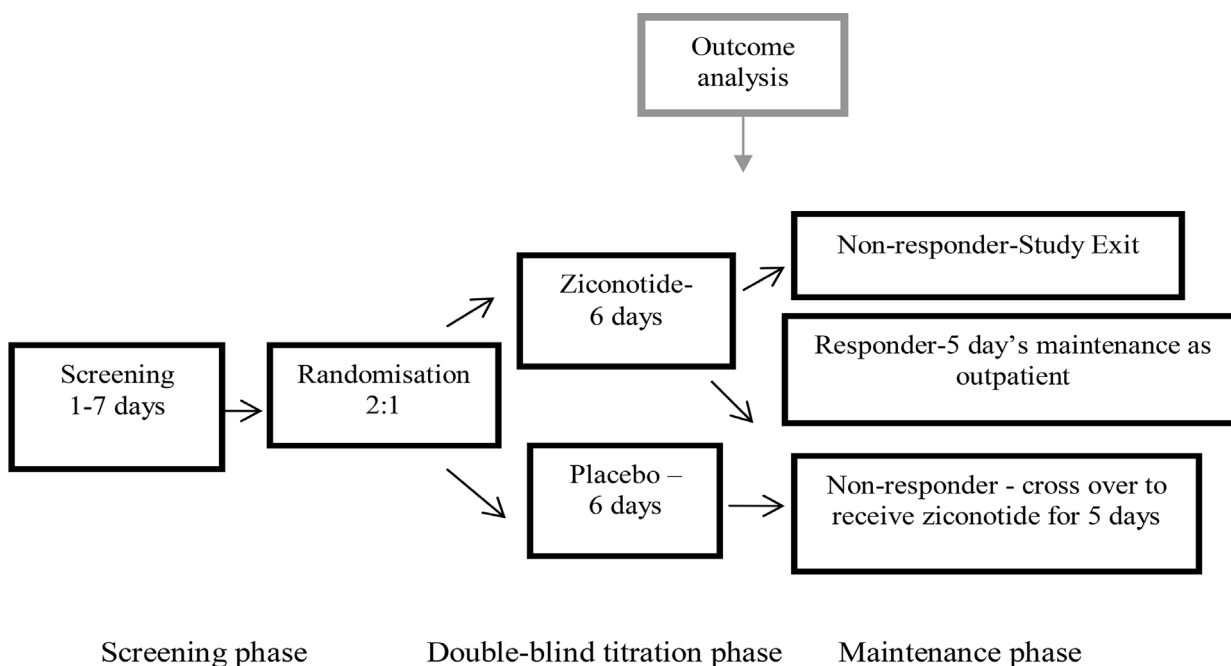 Outcome
analysis
Screening
1-7 days
Randomisation
2:1
Ziconotide-
6 days
Placebo –
6 days
Non-responder-Study Exit
Responder-5 day's maintenance as
outpatient
Non-responder - cross over to
receive ziconotide for 5 days
Screening phase
Double-blind titration phase
Maintenance phase